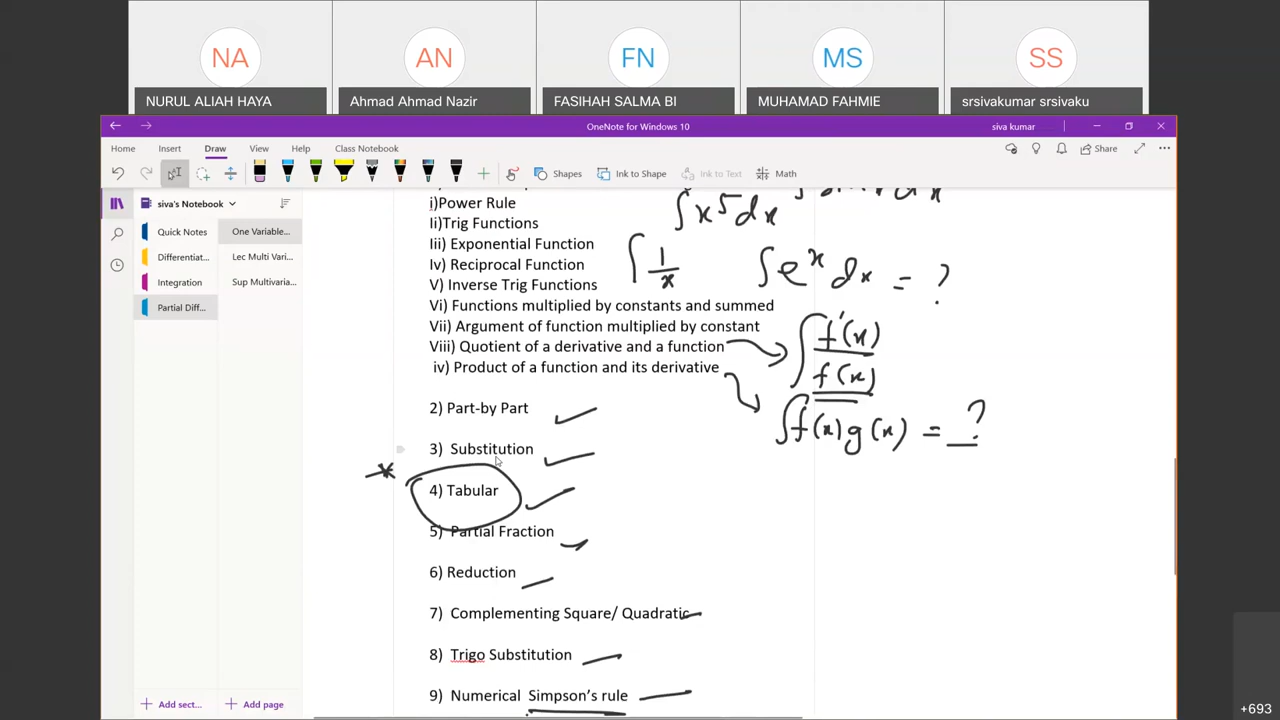 NA
AN
FN
MS
SS
NURUL ALIAH HAYA
Ahmad Ahmad Nazir
FASIHAH SALMA BI
MUHAMAD FAHMIE
srsivakumar srsivaku
OneNote for Windows 10
siva kumar
Home Insert Draw View Help Class Notebook
Share
Shapes Ink to Shape Ink to Text Math
siva's Notebook
Quick Notes
Differentiat...
Integration
Partial Diff...
One Variable...
Lec Multi Vari...
Sup Multivaria...
i)Power Rule
∫x⁵dx
Ii)Trig Functions
Iii) Exponential Function
Iv) Reciprocal Function
∫ 1/x
∫eˣ dx = ?
V) Inverse Trig Functions
Vi) Functions multiplied by constants and summed
Vii) Argument of function multiplied by constant
Viii) Quotient of a derivative and a function
∫ f'(x)/f(x)
iv) Product of a function and its derivative
∫f(x)g(x) = ?
2) Part-by Part
3) Substitution
4) Tabular
5) Partial Fraction
6) Reduction
7) Complementing Square/ Quadratic
8) Trigo Substitution
9) Numerical Simpson's rule
Add sect...
Add page
+693